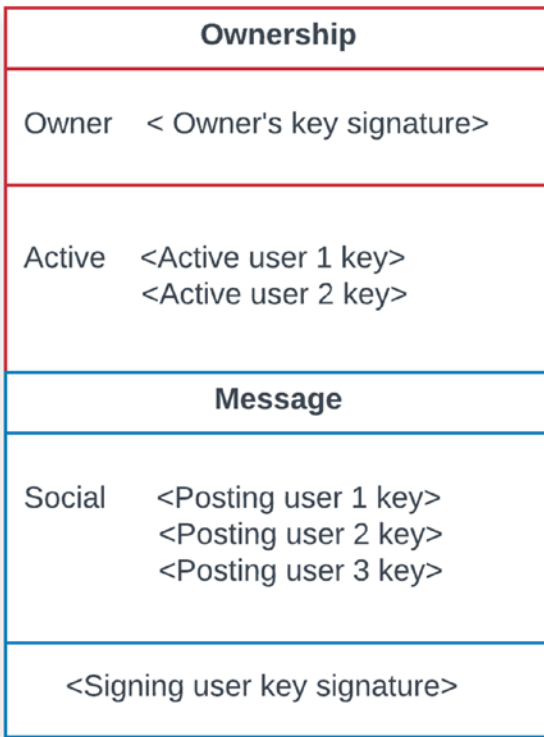 Ownership
Owner < Owner's key signature>
Active <Active user 1 key>
<Active user 2 key>
Message
Social <Posting user 1 key>
<Posting user 2 key>
<Posting user 3 key>
<Signing user key signature>